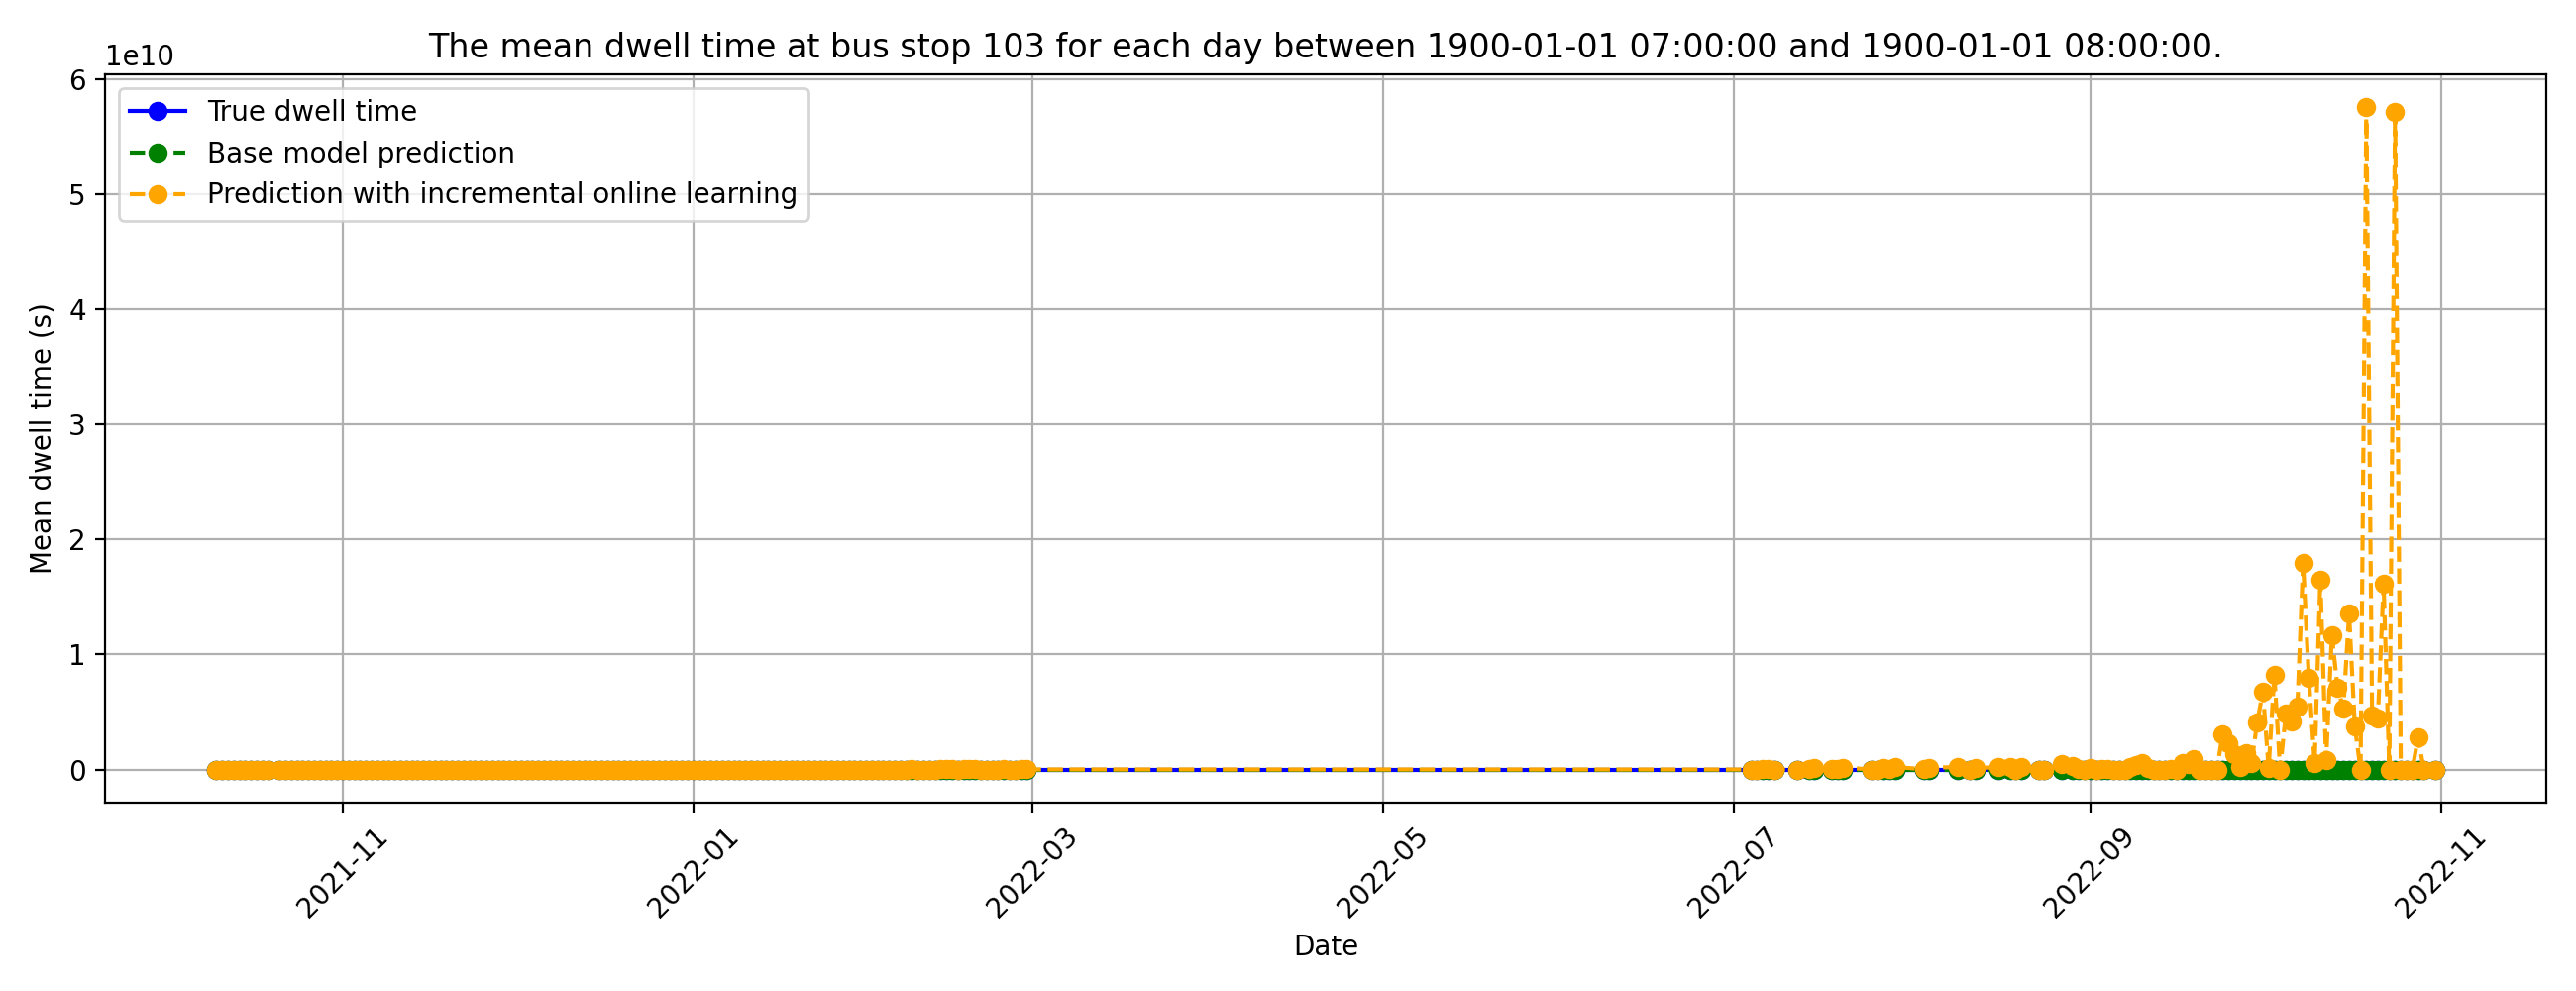 The mean dwell time at bus stop 103 for each day between 1900-01-01 07:00:00 and 1900-01-01 08:00:00.
1e10
True dwell time
Base model prediction
Prediction with incremental online learning
Mean dwell time (s)
6
5
4
3
2
1
0
2021-11
2022-01
2022-03
2022-05
2022-07
2022-09
2022-11
Date